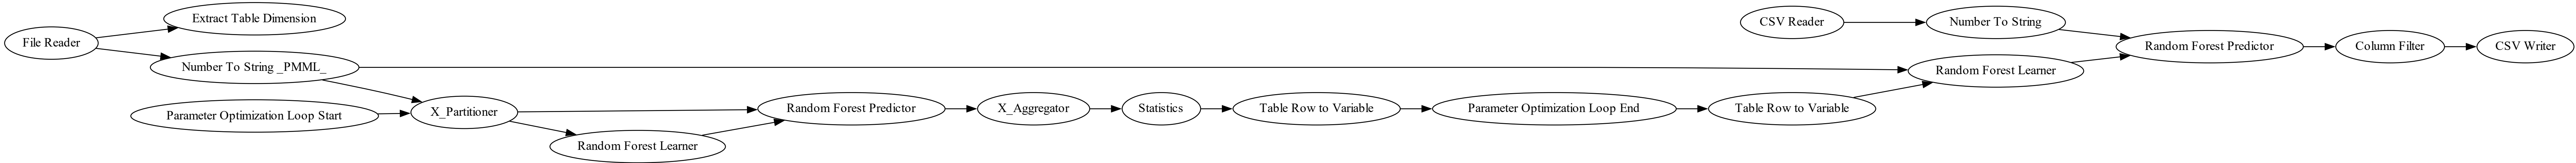 File Reader
Extract Table Dimension
Number To String _PMML_
Parameter Optimization Loop Start
X_Partitioner
Random Forest Learner
Random Forest Predictor
X_Aggregator
Statistics
Table Row to Variable
Parameter Optimization Loop End
Table Row to Variable
CSV Reader
Number To String
Random Forest Learner
Random Forest Predictor
Column Filter
CSV Writer